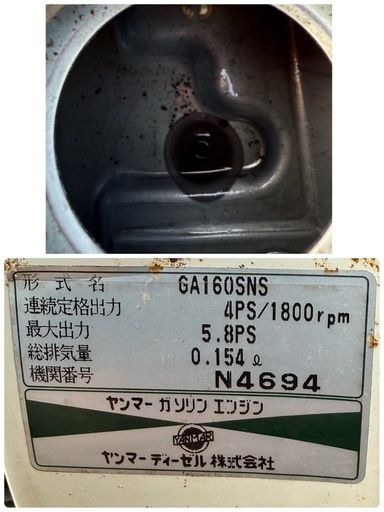 形式名 GA160SNS
連続定格出力 4PS/1800rpm
最大出力 5.8PS
総排気量 0.154ℓ
機関番号 N4694
ヤンマー ガソリン エンジン
YANMAR
ヤンマー ディーゼル 株式会社